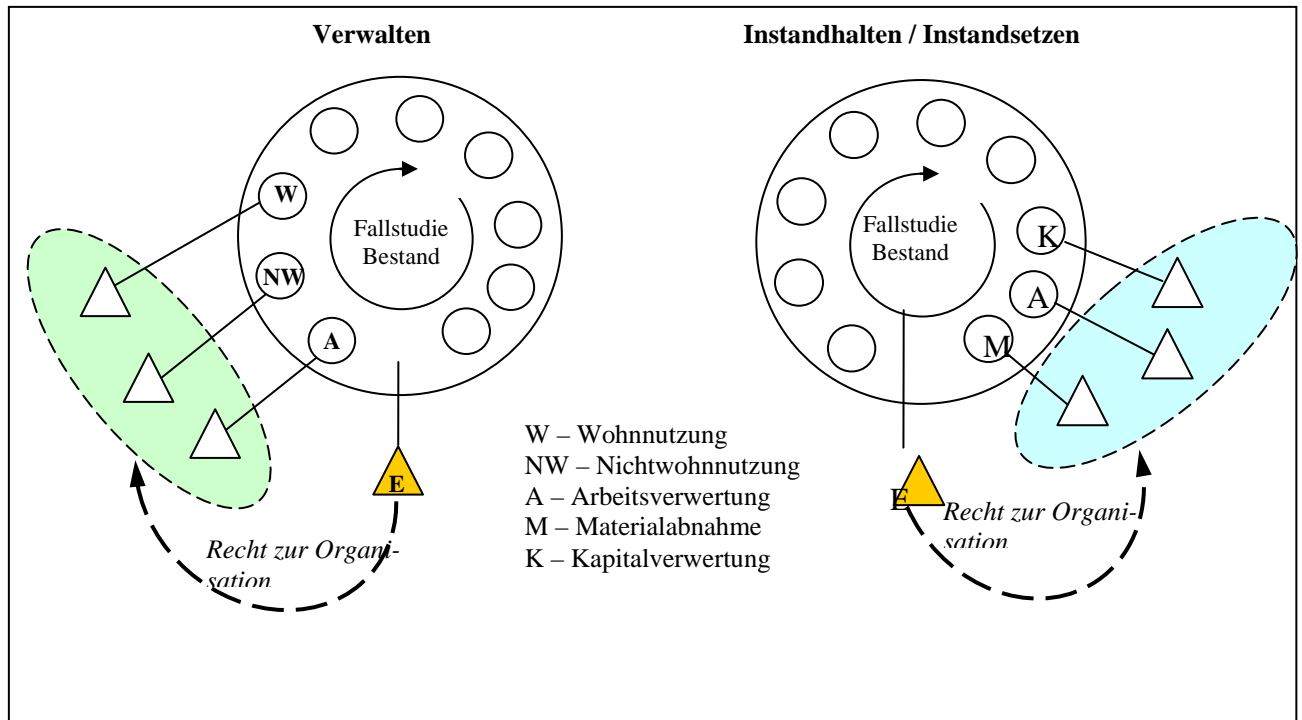 Verwalten
Instandhalten / Instandsetzen
W
NW
A
Fallstudie
Bestand
E
Recht zur Organi-
sation
W – Wohnnutzung
NW – Nichtwohnnutzung
A – Arbeitsverwertung
M – Materialabnahme
K – Kapitalverwertung
Fallstudie
Bestand
K
A
M
E
Recht zur Organi-
sation